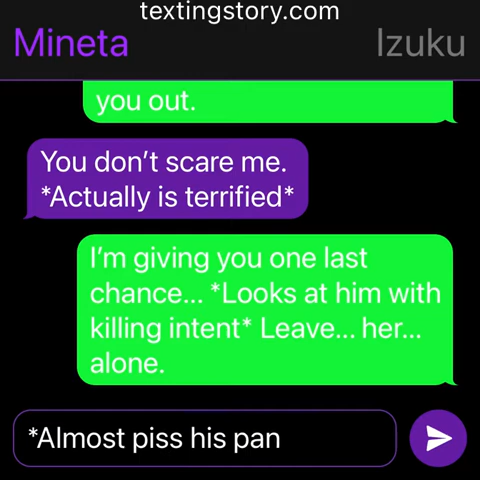 textingstory.com
Mineta Izuku
you out.
You don’t scare me.
*Actually is terrified*
I’m giving you one last
chance... *Looks at him with
killing intent* Leave... her...
alone.
*Almost piss his pan